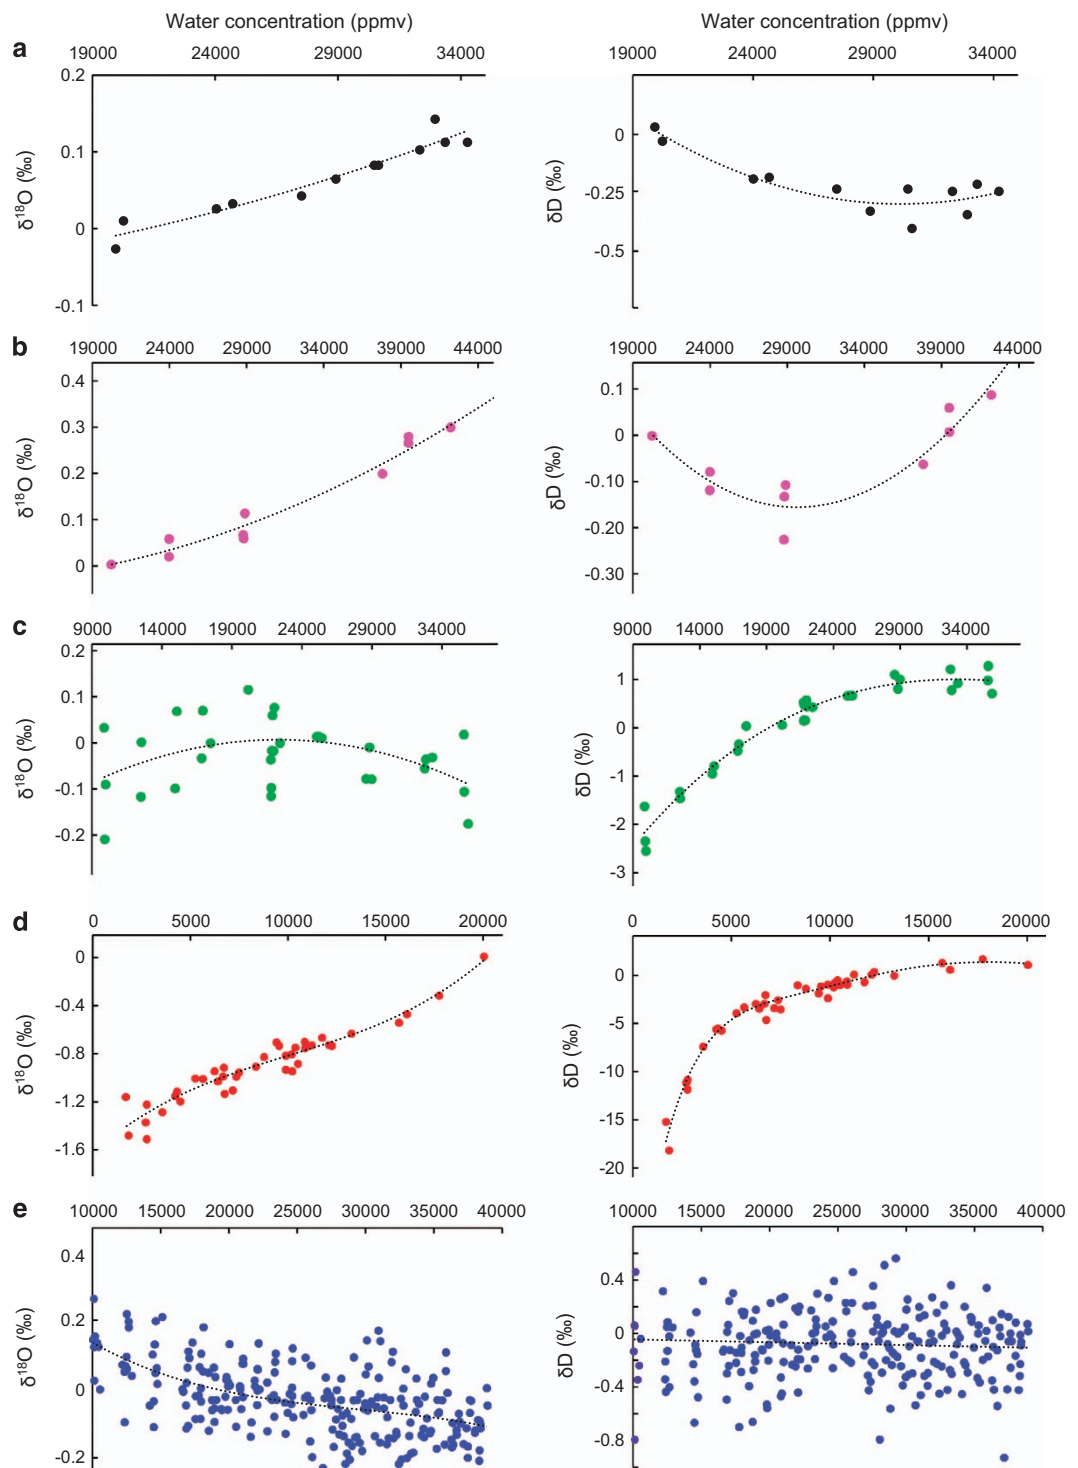 Water concentration (ppmv)
Water concentration (ppmv)
a
19000 24000 29000 34000
0.2
0.1
0
-0.1
δ18O (‰)
19000 24000 29000 34000
0
-0.25
-0.5
δD (‰)
b
19000 24000 29000 34000 39000 44000
0.4
0.3
0.2
0.1
0
δ18O (‰)
19000 24000 29000 34000 39000 44000
0.1
0
-0.10
-0.20
-0.30
δD (‰)
c
9000 14000 19000 24000 29000 34000
0.2
0.1
0
-0.1
-0.2
δ18O (‰)
9000 14000 19000 24000 29000 34000
1
0
-1
-2
-3
δD (‰)
d
0 5000 10000 15000 20000
0
-0.4
-0.8
-1.2
-1.6
δ18O (‰)
0 5000 10000 15000 20000
0
-5
-10
-15
-20
δD (‰)
e
10000 15000 20000 25000 30000 35000 40000
0.4
0.2
0
-0.2
δ18O (‰)
10000 15000 20000 25000 30000 35000 40000
0.4
0
-0.4
-0.8
δD (‰)